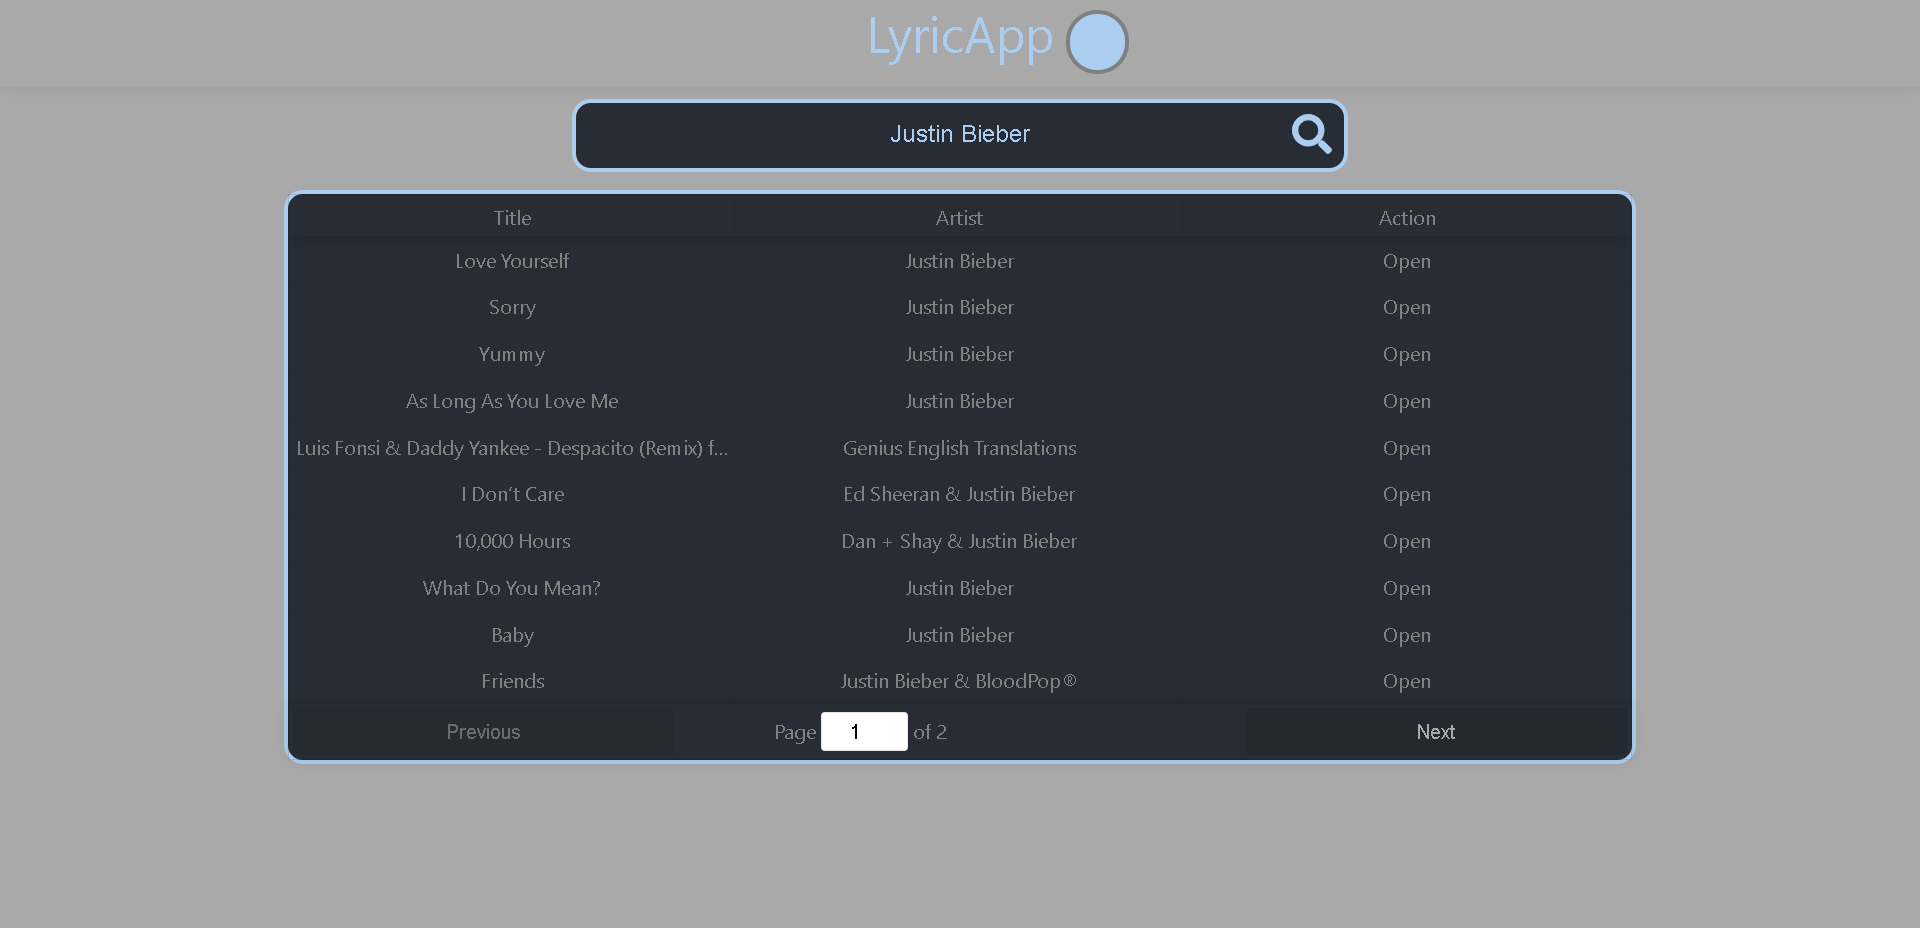 LyricApp
Justin Bieber
Title Artist Action
Love Yourself Justin Bieber Open
Sorry Justin Bieber Open
Yummy Justin Bieber Open
As Long As You Love Me Justin Bieber Open
Luis Fonsi & Daddy Yankee - Despacito (Remix) f... Genius English Translations Open
I Don’t Care Ed Sheeran & Justin Bieber Open
10,000 Hours Dan + Shay & Justin Bieber Open
What Do You Mean? Justin Bieber Open
Baby Justin Bieber Open
Friends Justin Bieber & BloodPop® Open
Previous Page 1 of 2 Next